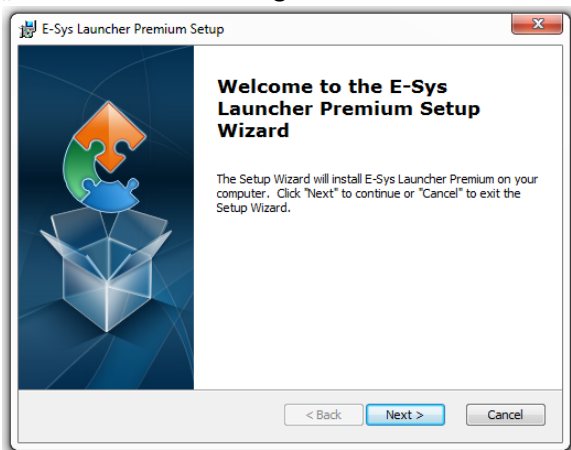 E-Sys Launcher Premium Setup
Welcome to the E-Sys
Launcher Premium Setup
Wizard
The Setup Wizard will install E-Sys Launcher Premium on your
computer. Click "Next" to continue or "Cancel" to exit the
Setup Wizard.
< Back Next > Cancel